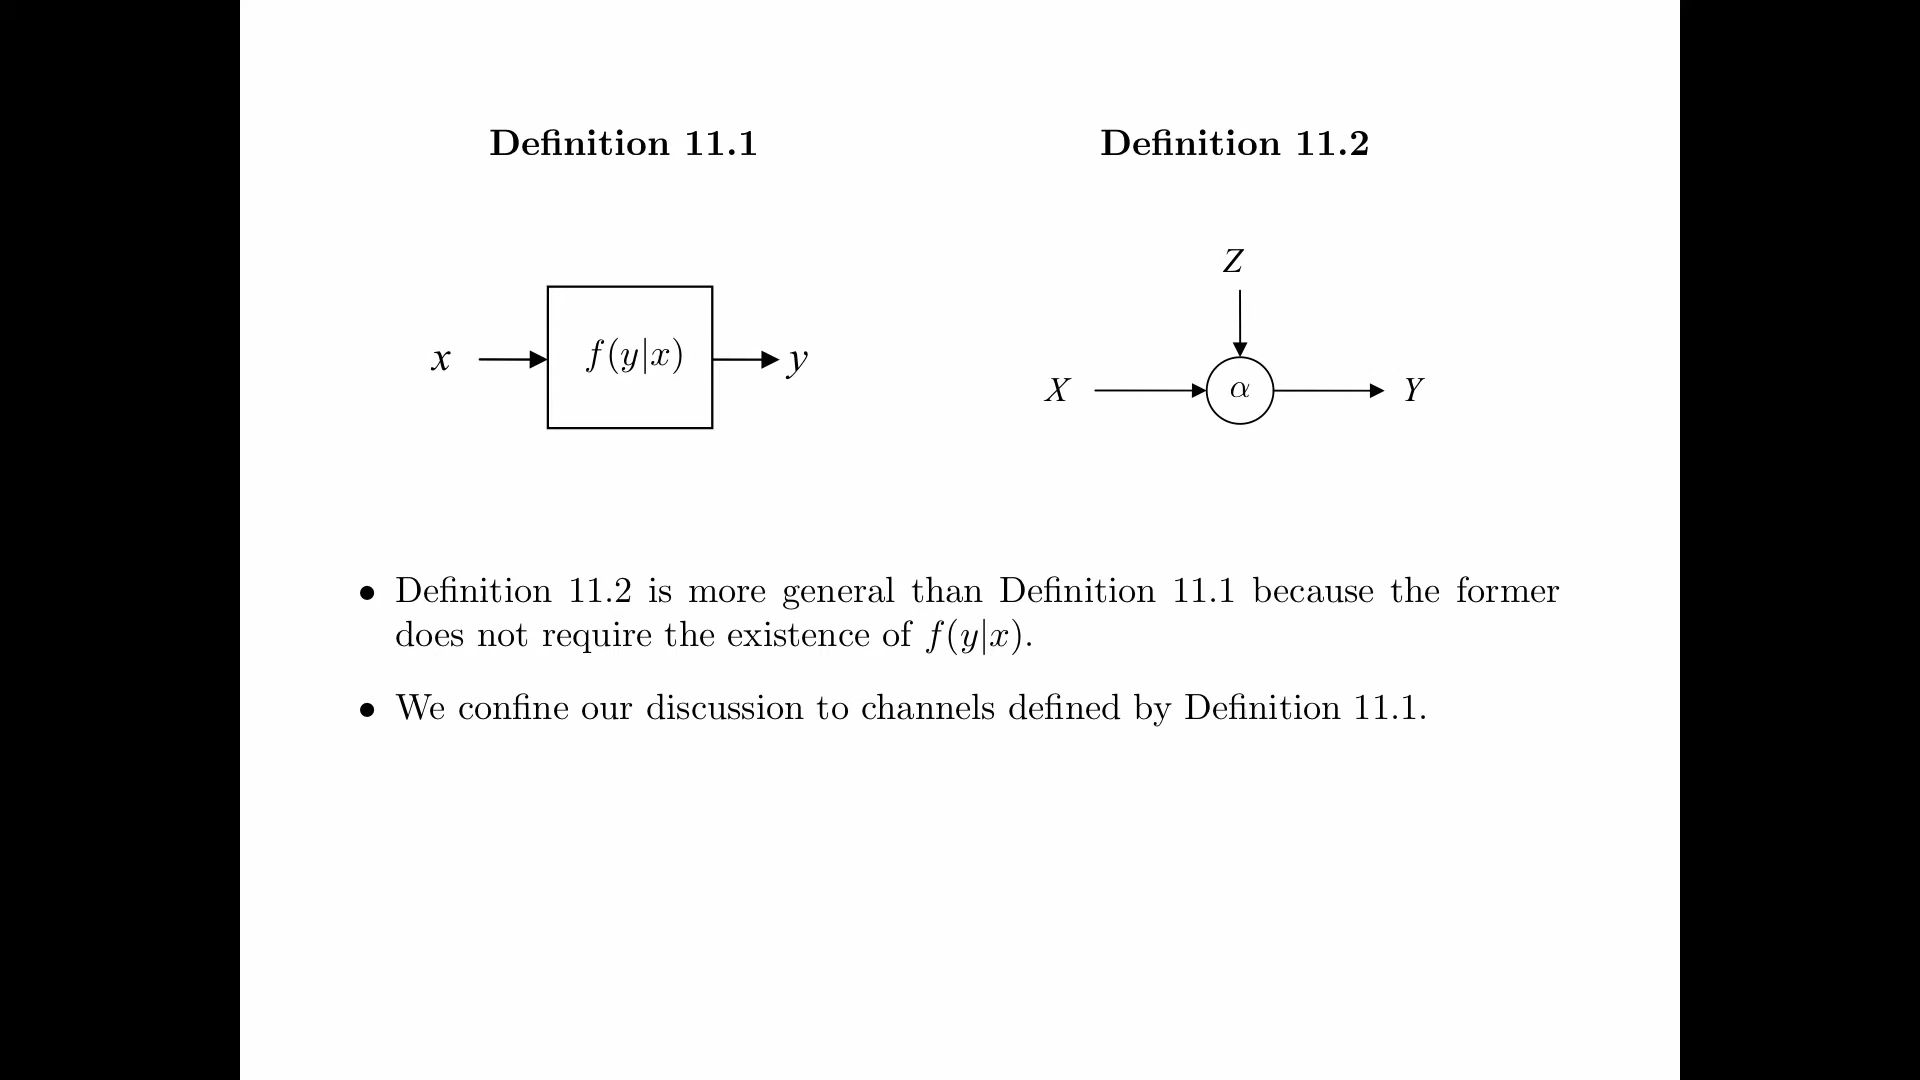 Definition 11.1
Definition 11.2
x
f(y|x)
y
Z
X
α
Y
• Definition 11.2 is more general than Definition 11.1 because the former
does not require the existence of f(y|x).
• We confine our discussion to channels defined by Definition 11.1.